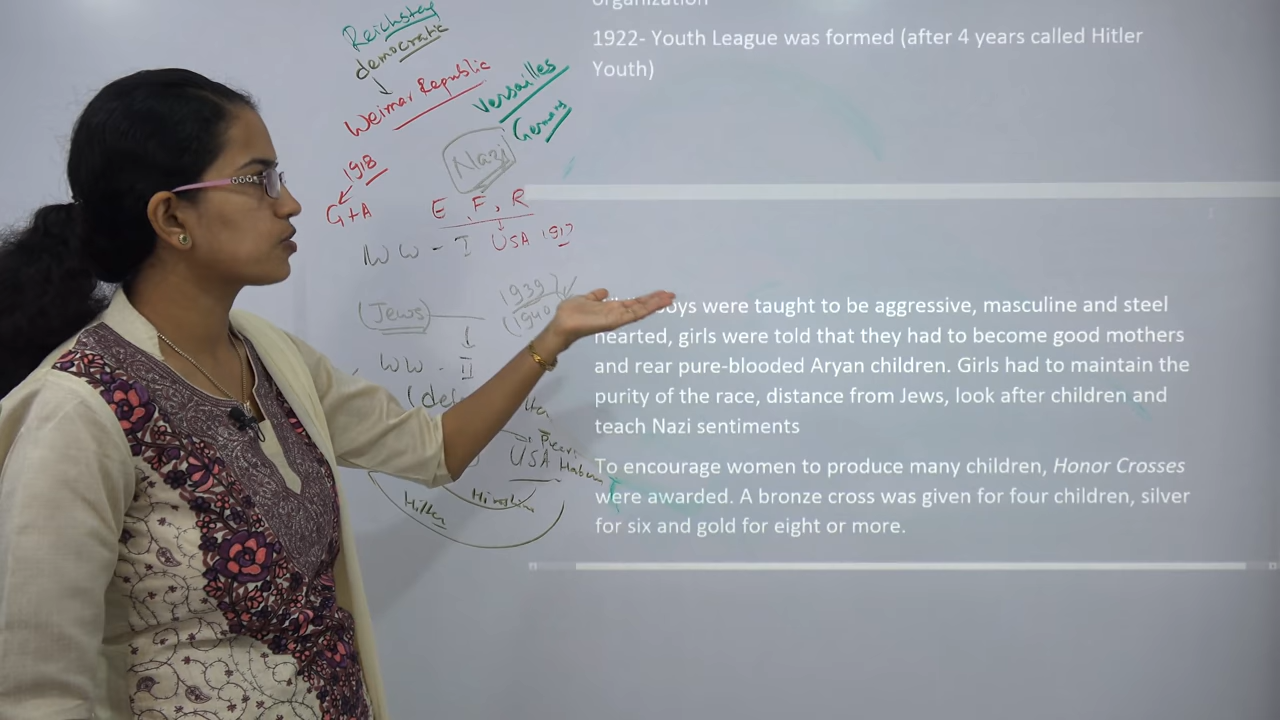 Reichstag
democratic
Weimar Republic
Versailles
Germany
Nazi
1918
G+A
E, F, R
WW - I USA 1917
(Jews)
1939)
(1940
WW - II
USA
Hitler
organization
1922- Youth League was formed (after 4 years called Hitler
Youth)
oys were taught to be aggressive, masculine and steel
hearted, girls were told that they had to become good mothers
and rear pure-blooded Aryan children. Girls had to maintain the
purity of the race, distance from Jews, look after children and
teach Nazi sentiments
To encourage women to produce many children, Honor Crosses
were awarded. A bronze cross was given for four children, silver
for six and gold for eight or more.